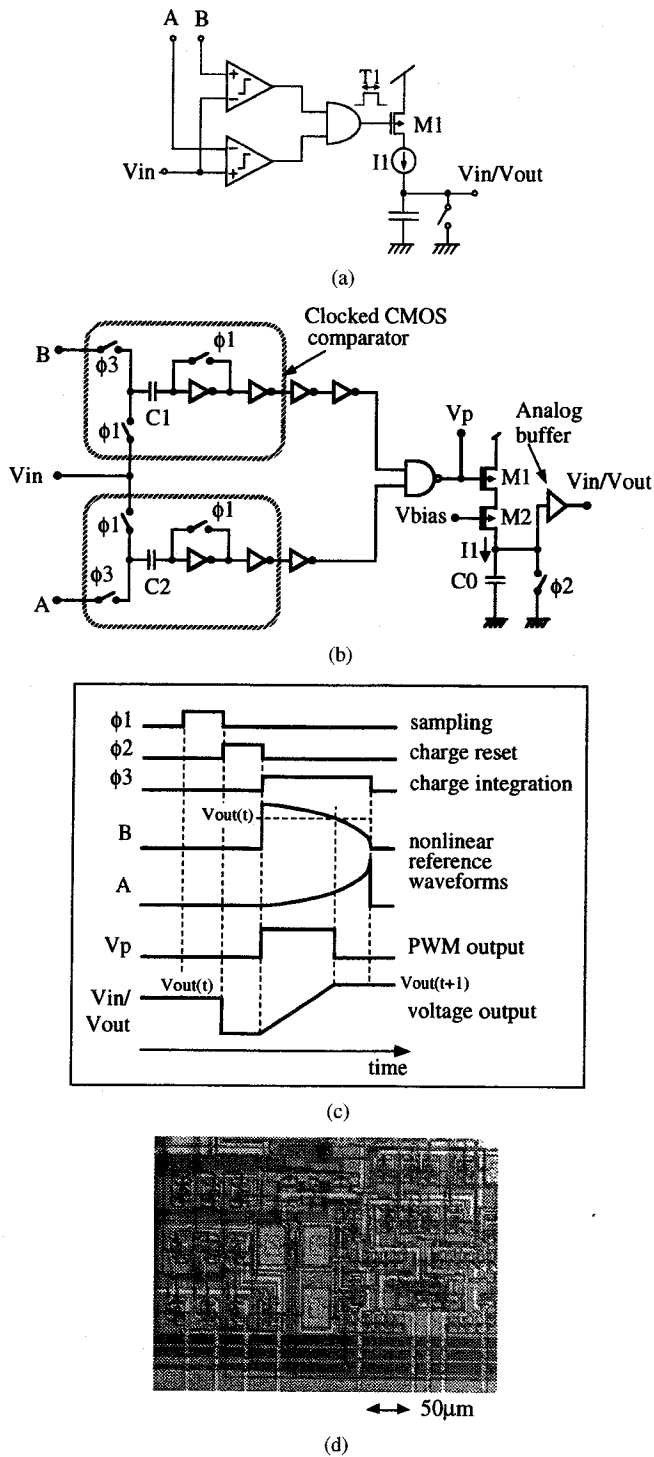 A B
T1
M1
I1
Vin
Vin/Vout
(a)
Clocked CMOS
comparator
B
ϕ3
ϕ1
C1
ϕ1
Vin
ϕ1
ϕ1
ϕ3
C2
A
Vp
Analog
buffer
M1
Vin/Vout
Vbias
M2
I1
C0
ϕ2
(b)
ϕ1 sampling
ϕ2 charge reset
ϕ3 charge integration
Vout(t)
B
nonlinear
reference
waveforms
A
Vp PWM output
Vout(t)
Vout(t+1)
Vin/
Vout
voltage output
time
(c)
50μm
(d)